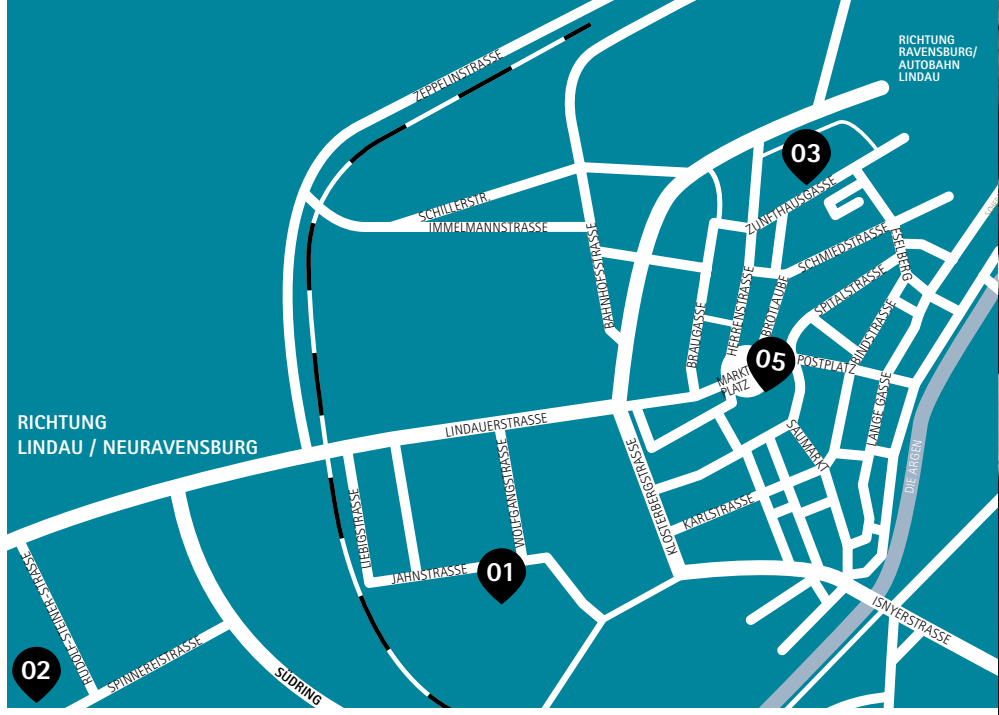 RICHTUNG
RAVENSBURG/
AUTOBAHN
LINDAU
ZEPPELINSTRASSE
03
SCHILLERSTR.
IMMELMANNSTRASSE
ZUNFTHAUSGASSE
BAHNHOFSTRASSE
SCHMIEDSTRASSE
ESELBERG
SPITALSTRASSE
BRAUGASSE
HERRENSTRASSE
BROTLAUBE
BINDSTRASSE
MARKT
PLATZ
05
POSTPLATZ
LANGE GASSE
RICHTUNG
LINDAU / NEURAVENSBURG
LINDAUERSTRASSE
SAUMARKT
DIE ARGEN
LIEBIGSTRASSE
WOLFGANGSTRASSE
KLOSTERBERGSTRASSE
KARLSTRASSE
JAHNSTRASSE
01
ISNYERSTRASSE
RUDOLF-STEINER-STRASSE
SPINNEREISTRASSE
02
SÜDRING